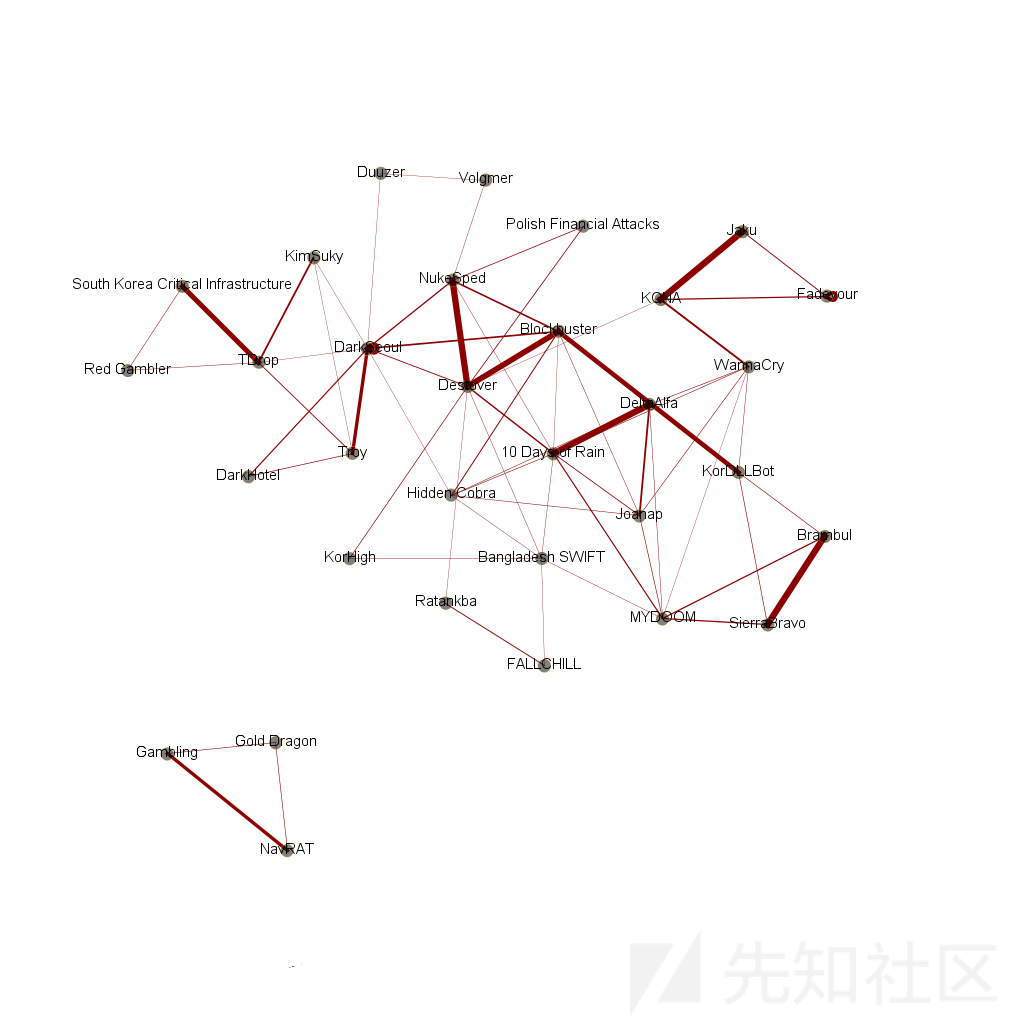 Duuzer
Volgmer
Polish Financial Attacks
Jaku
KimSuky
NukeSped
South Korea Critical Infrastructure
KCNA
Fadevour
Blockbuster
DarkSeoul
TDrop
Red Gambler
WannaCry
Destover
DeltaAlfa
10 Days of Rain
Troy
KorDLLBot
DarkHotel
Hidden Cobra
Joanap
Brambul
KorHigh
Bangladesh SWIFT
Ratankba
MYDOOM
SierraBravo
FALLCHILL
Gold Dragon
Gambling
NavRAT
先知社区